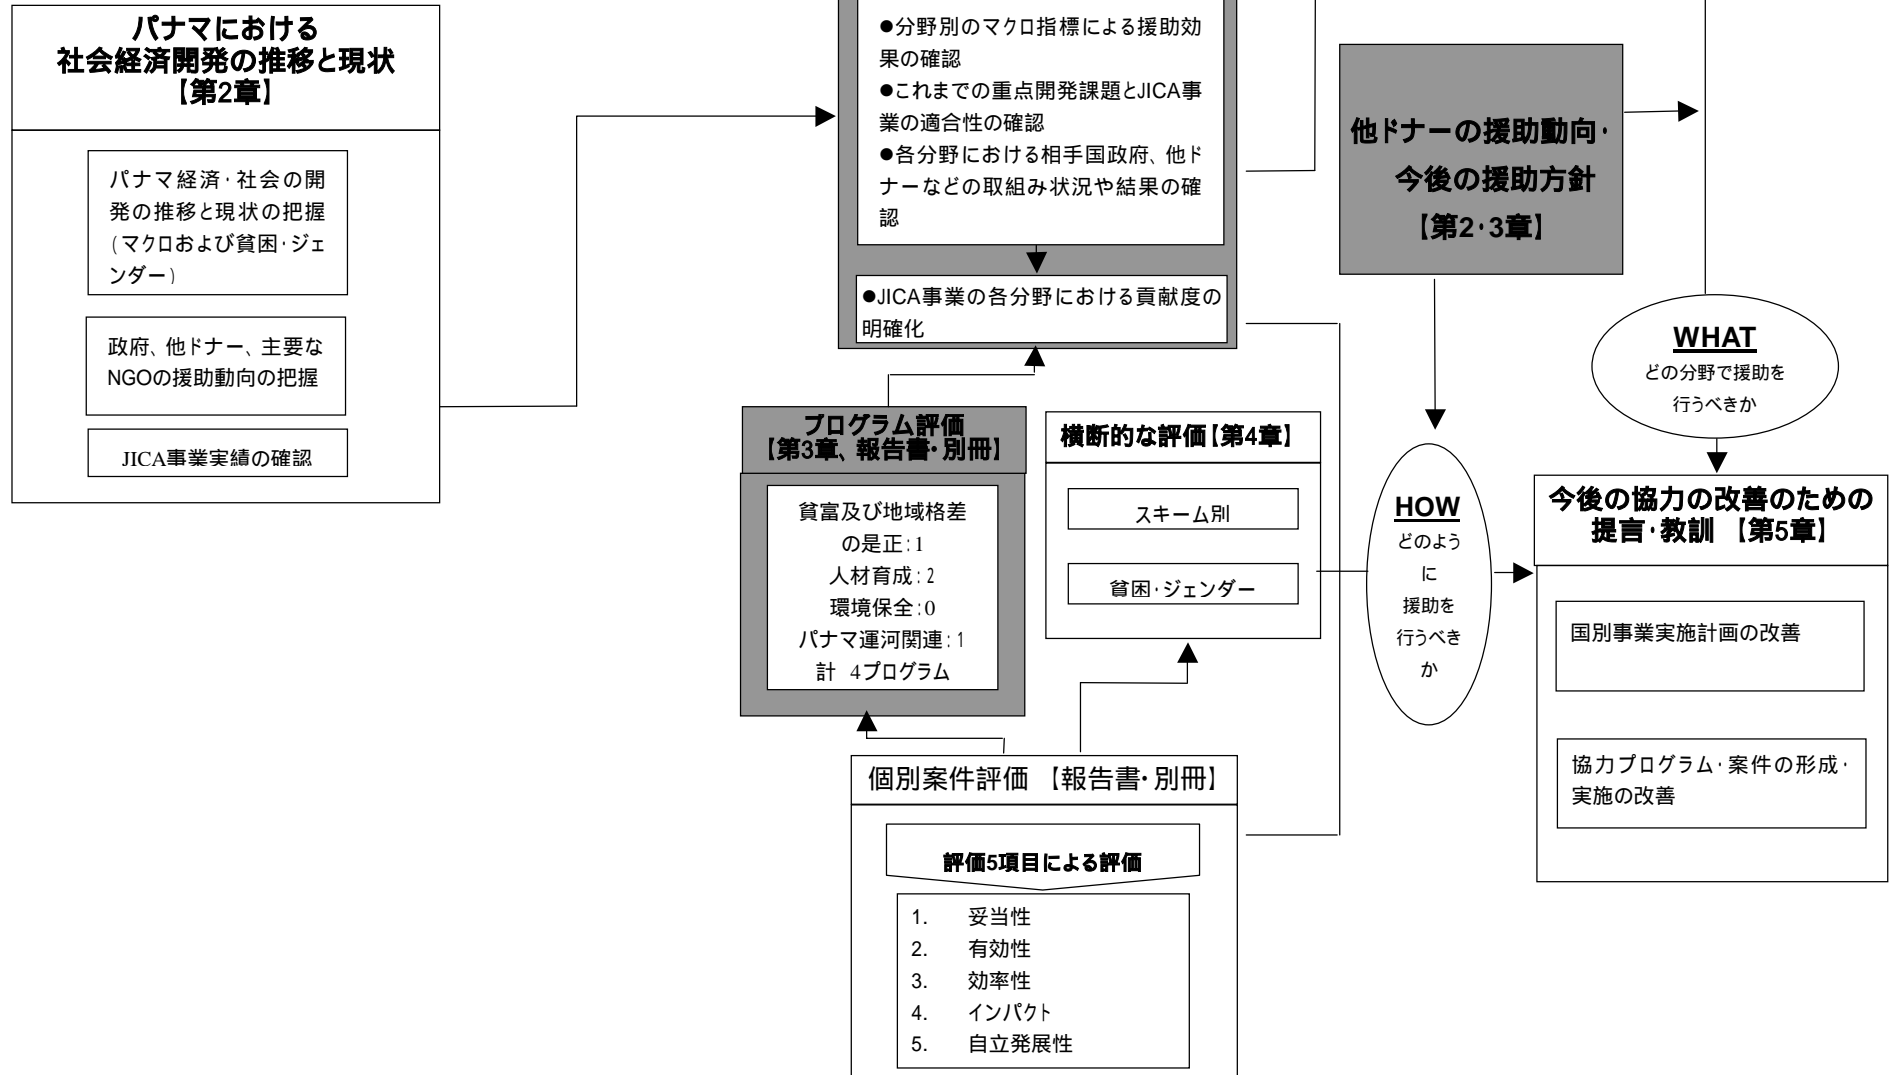 パナマにおける
社会経済開発の推移と現状
【第2章】
パナマ経済・社会の開
発の推移と現状の把握
（マクロおよび貧困・ジェ
ンダー）
政府、他ドナー、主要な
NGOの援助動向の把握
JICA事業実績の確認
●分野別のマクロ指標による援助効
果の確認
●これまでの重点開発課題とJICA事
業の適合性の確認
●各分野における相手国政府、他ド
ナーなどの取組み状況や結果の確
認
●JICA事業の各分野における貢献度の
明確化
他ドナーの援助動向・
今後の援助方針
【第2・3章】
WHAT
どの分野で援助を
行うべきか
プログラム評価
【第3章、報告書・別冊】
貧富及び地域格差
の是正：1
人材育成：2
環境保全：0
パナマ運河関連：1
計 4プログラム
横断的な評価【第4章】
スキーム別
貧困・ジェンダー
HOW
どのよう
に
援助を
行うべき
か
今後の協力の改善のための
提言・教訓 【第5章】
国別事業実施計画の改善
協力プログラム・案件の形成・
実施の改善
個別案件評価 【報告書・別冊】
評価5項目による評価
1. 妥当性
2. 有効性
3. 効率性
4. インパクト
5. 自立発展性